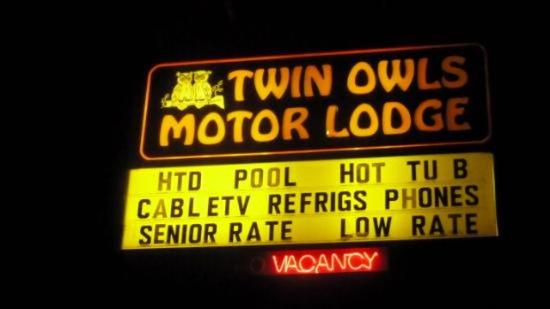 TWIN OWLS
MOTOR LODGE
HTD POOL HOT TU B
CABLETV REFRIGS PHONES
SENIOR RATE LOW RATE
VACANCY